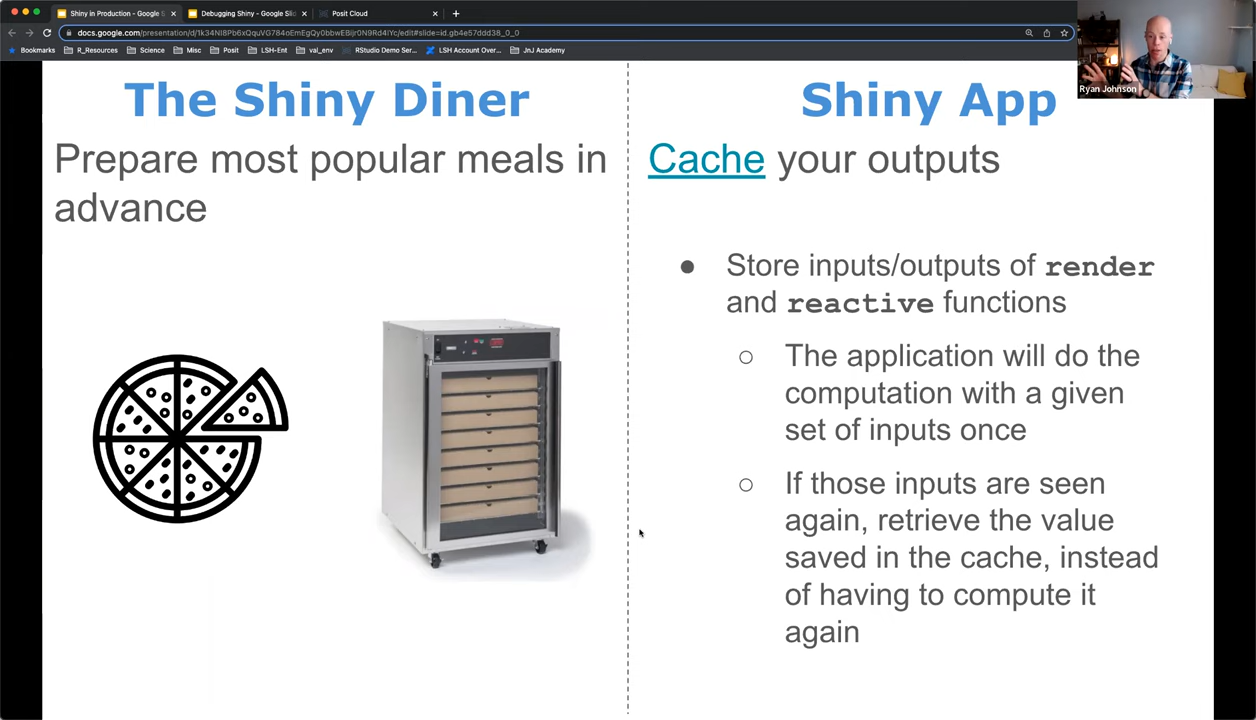 Shiny in Production - Google S
Debugging Shiny - Google Sli
Posit Cloud
docs.google.com
Bookmarks
R_Resources
Science
Misc
Posit
LSH-Ent
val_env
RStudio Demo Ser...
LSH Account Over...
JnJ Academy
Ryan Johnson
The Shiny Diner
Prepare most popular meals in
advance
Shiny App
Cache your outputs
● Store inputs/outputs of render
and reactive functions
○ The application will do the
computation with a given
set of inputs once
○ If those inputs are seen
again, retrieve the value
saved in the cache, instead
of having to compute it
again